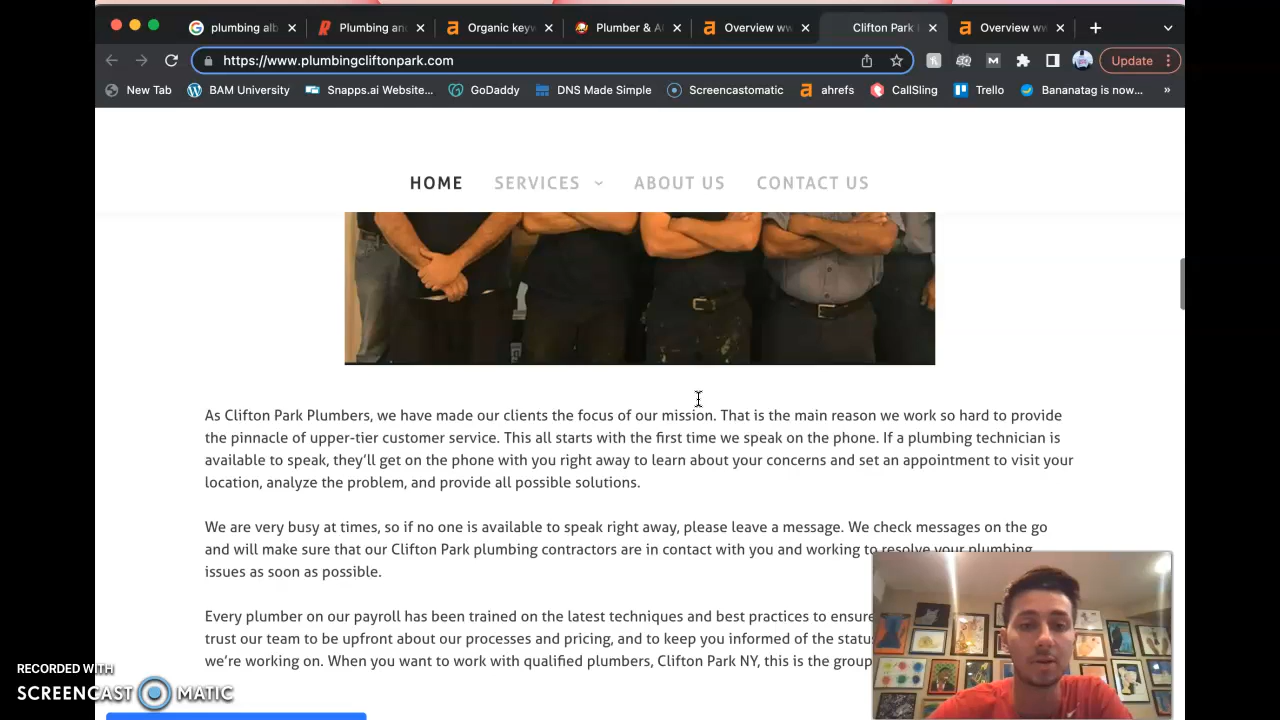 plumbing alb
Plumbing an
Organic keyw
Plumber & A
Overview ww
Clifton Park
Overview ww
https://www.plumbingcliftonpark.com
Update
New Tab
BAM University
Snapps.ai Website...
GoDaddy
DNS Made Simple
Screencastomatic
ahrefs
CallSling
Trello
Bananatag is now...
»
HOME SERVICES ABOUT US CONTACT US
As Clifton Park Plumbers, we have made our clients the focus of our mission. That is the main reason we work so hard to provide
the pinnacle of upper-tier customer service. This all starts with the first time we speak on the phone. If a plumbing technician is
available to speak, they’ll get on the phone with you right away to learn about your concerns and set an appointment to visit your
location, analyze the problem, and provide all possible solutions.
We are very busy at times, so if no one is available to speak right away, please leave a message. We check messages on the go
and will make sure that our Clifton Park plumbing contractors are in contact with you and working to resolve your plumbing
issues as soon as possible.
Every plumber on our payroll has been trained on the latest techniques and best practices to ensure
trust our team to be upfront about our processes and pricing, and to keep you informed of the status
we’re working on. When you want to work with qualified plumbers, Clifton Park NY, this is the group
RECORDED WITH
SCREENCAST MATIC